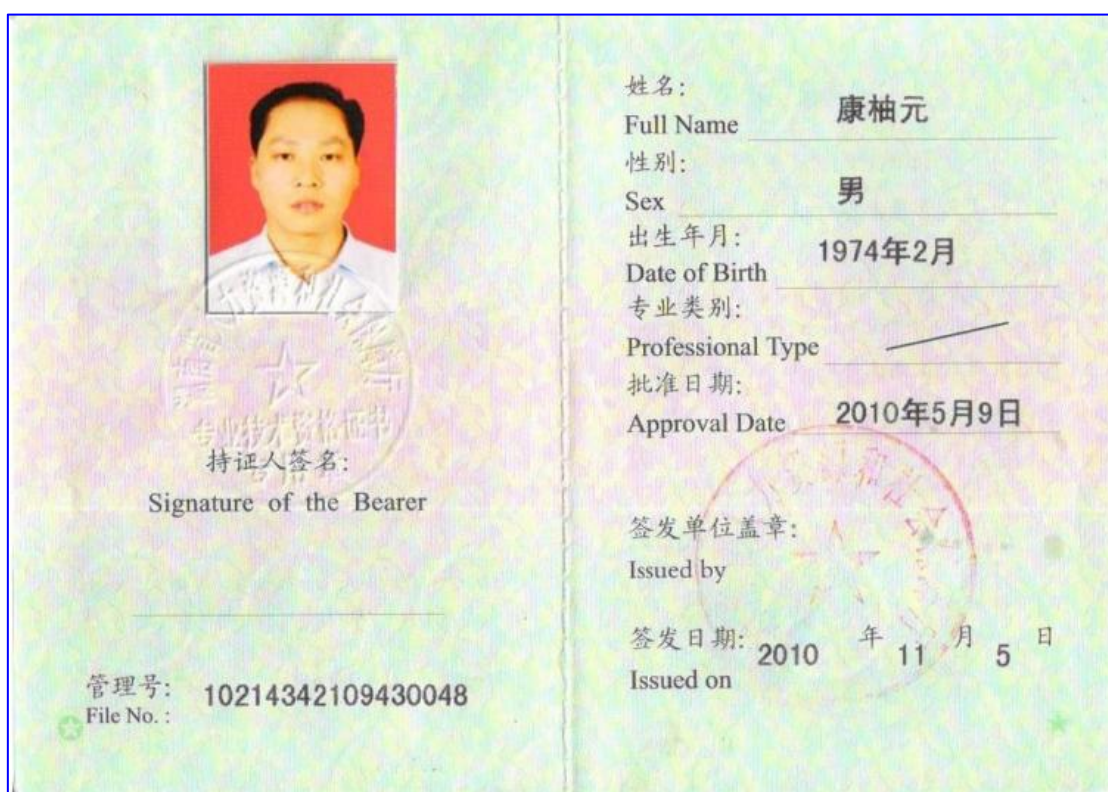 持证人签名:
Signature of the Bearer
管理号: 10214342109430048
File No. :
姓名:
Full Name 康柚元
性别:
Sex 男
出生年月: 1974年2月
Date of Birth
专业类别:
Professional Type
批准日期:
Approval Date 2010年5月9日
签发单位盖章:
Issued by
签发日期: 2010 年 11 月 5 日
Issued on